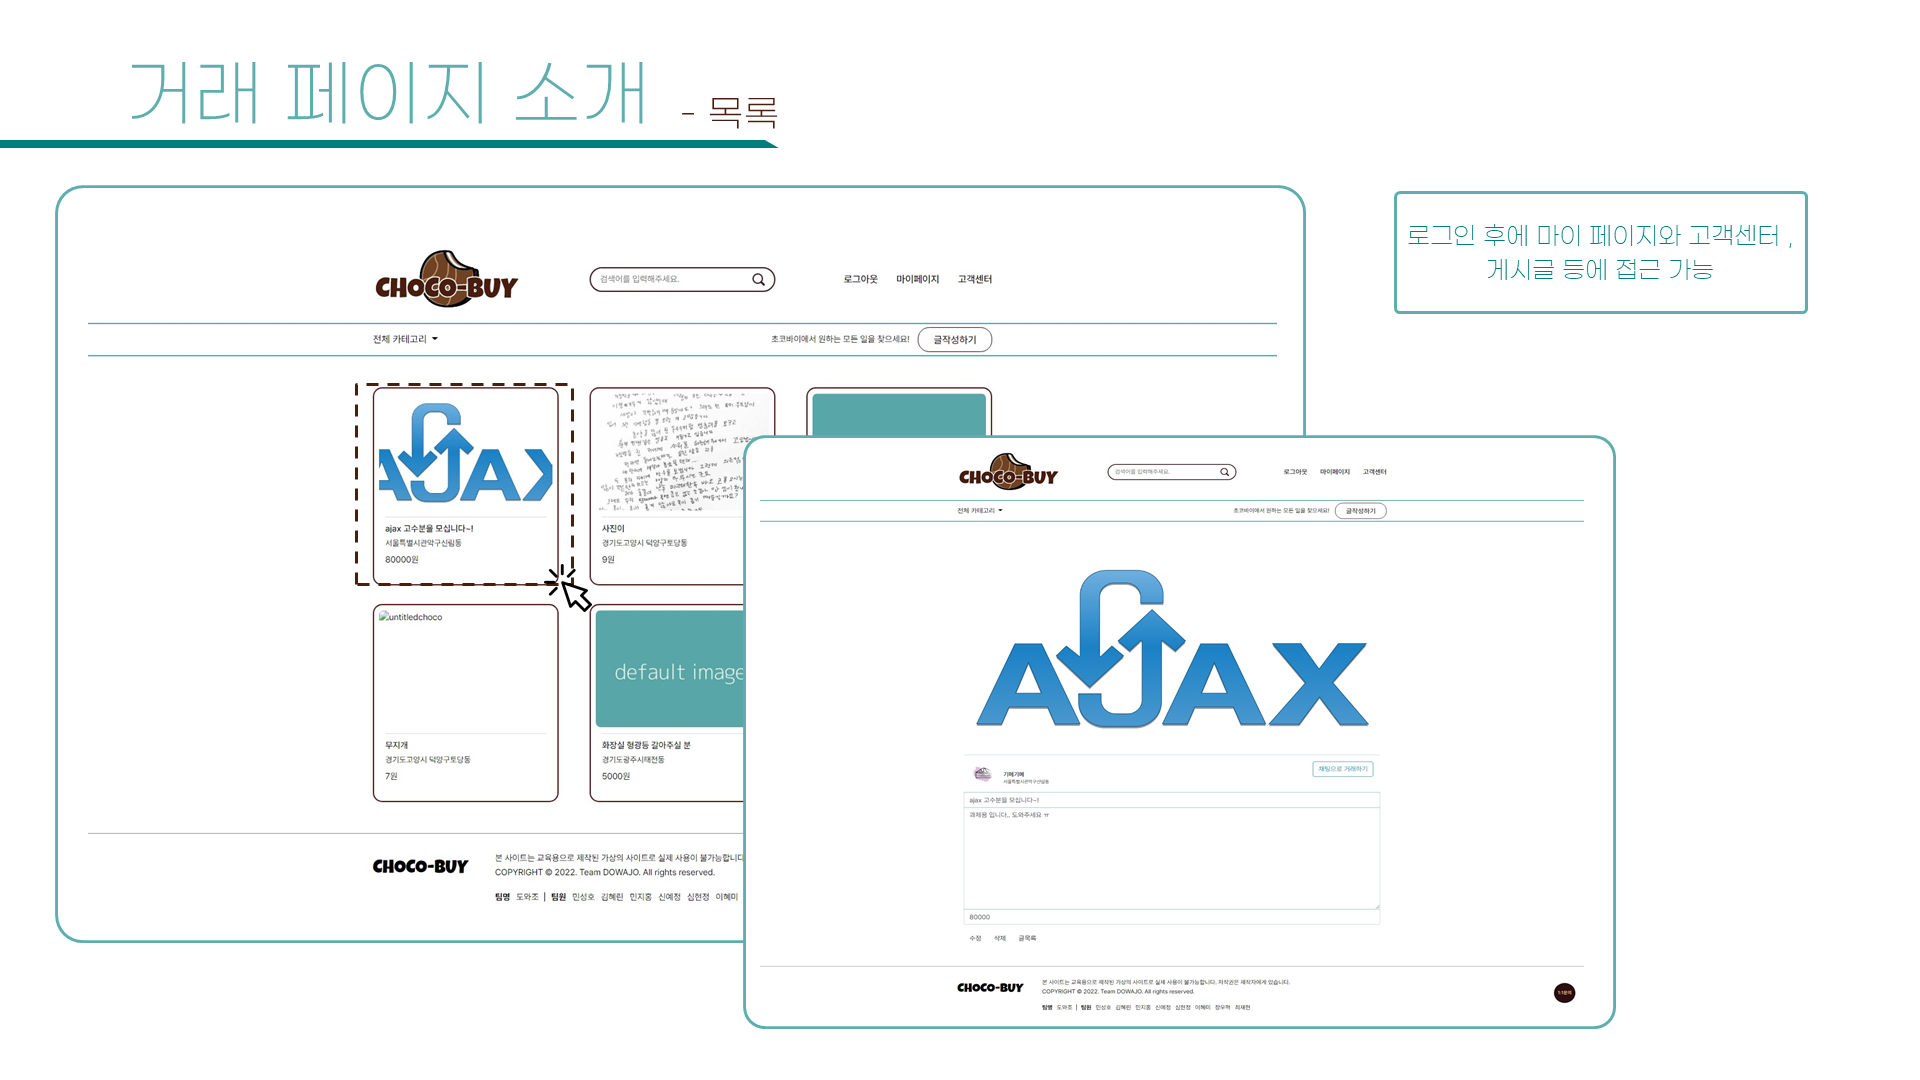 거래 페이지 소개 - 목록
로그인 후에 마이 페이지와 고객센터 ,
게시글 등에 접근 가능
CHOCO-BUY
검색어를 입력해주세요.
로그아웃 마이페이지 고객센터
전체 카테고리
초코바이에서 원하는 모든 일을 찾으세요! 글작성하기
AJAX
ajax 고수분을 모십니다~!
서울특별시관악구신림동
80000원
사진이
경기도고양시 덕양구토당동
9원
untitledchoco
무지개
경기도고양시 덕양구토당동
7원
default image
화장실 형광등 갈아주실 분
경기도광주시태전동
5000원
CHOCO-BUY
본 사이트는 교육용으로 제작된 가상의 사이트로 실제 사용이 불가능합니다
COPYRIGHT © 2022. Team DOWAJO. All rights reserved.
팀명 도와조 | 팀원 민성호 김혜린 민지홍 신예정 심현정 이혜미
CHOCO-BUY
검색어를 입력해주세요.
로그아웃 마이페이지 고객센터
전체 카테고리
초코바이에서 원하는 모든 일을 찾으세요! 글작성하기
AJAX
서울특별시관악구신림동
채팅으로 거래하기
ajax 고수분을 모십니다~!
과제용 입니다,, 도와주세요 ㅠ
80000
수정 삭제 글목록
CHOCO-BUY
본 사이트는 교육용으로 제작된 가상의 사이트로 실제 사용이 불가능합니다. 저작권은 제작자에게 있습니다.
COPYRIGHT © 2022. Team DOWAJO. All rights reserved.
팀명 도와조 | 팀원 민성호 김혜린 민지홍 신예정 심현정 이혜미 장우혁 최재현
1:1문의